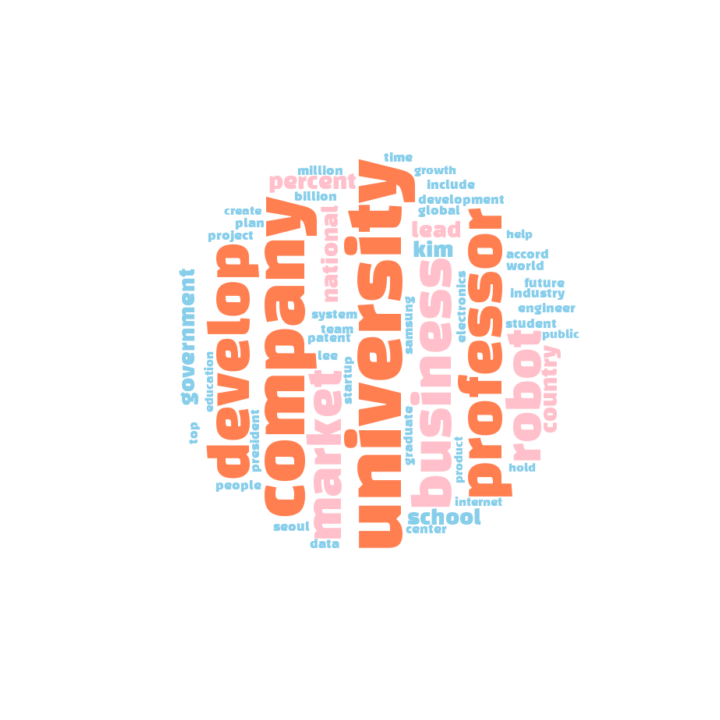 time
million
growth
percent
include
billion
development
create
global
plan
lead
project
help
kim
accord
world
national
company
university
develop
professor
government
future
industry
electronics
business
samsung
engineer
system
student
team
public
patent
lee
robot
country
startup
education
market
top
president
graduate
product
hold
people
internet
school
seoul
center
data